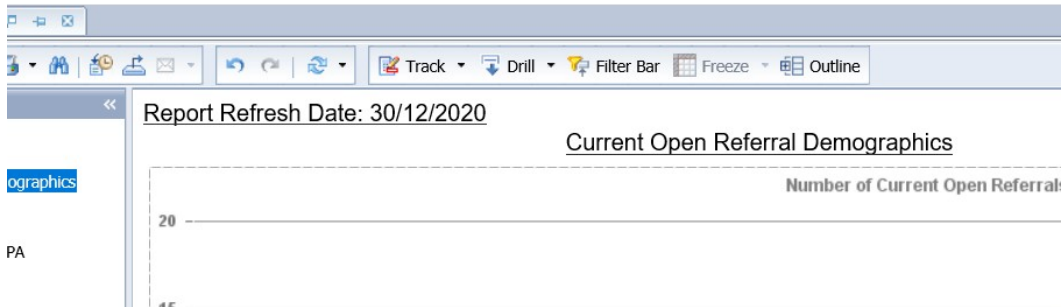 Track Drill Filter Bar Freeze Outline
Report Refresh Date: 30/12/2020
Current Open Referral Demographics
ographics
Number of Current Open Referrals
20
PA
15